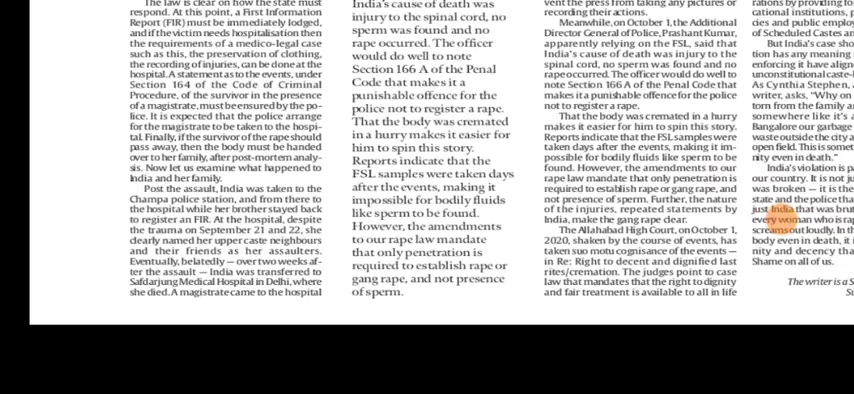 The law is clear on how the state must
respond. At this point, a First Information
Report (FIR) must be immediately lodged,
and if the victim needs hospitalisation then
the requirements of a medico-legal case
such as this, the preservation of clothing,
the recording of injuries, can be done at the
hospital. A statement as to the events, under
Section 164 of the Code of Criminal
Procedure, of the survivor in the presence
of a magistrate, must be ensured by the po-
lice. It is expected that the police arrange
for the magistrate to be taken to the hospi-
tal. Finally, if the survivor of the rape should
pass away, then the body must be handed
over to her family, after post-mortem analy-
sis. Now let us examine what happened to
India and her family.
Post the assault, India was taken to the
Champa police station, and from there to
the hospital while her brother stayed back
to register an FIR. At the hospital, despite
the trauma on September 21 and 22, she
clearly named her upper caste neighbours
and their friends as her assaulters.
Eventually, belatedly — over two weeks af-
ter the assault — India was transferred to
Safdarjung Medical Hospital in Delhi, where
she died. A magistrate came to the hospital
India's cause of death was
injury to the spinal cord, no
sperm was found and no
rape occurred. The officer
would do well to note
Section 166 A of the Penal
Code that makes it a
punishable offence for the
police not to register a rape.
That the body was cremated
in a hurry makes it easier for
him to spin this story.
Reports indicate that the
FSL samples were taken days
after the events, making it
impossible for bodily fluids
like sperm to be found.
However, the amendments
to our rape law mandate
that only penetration is
required to establish rape or
gang rape, and not presence
of sperm.
vent the press from taking any pictures or
recording their actions.
Meanwhile, on October 1, the Additional
Director General of Police, Prashant Kumar,
apparently relying on the FSL, said that
India's cause of death was injury to the
spinal cord, no sperm was found and no
rape occurred. The officer would do well to
note Section 166 A of the Penal Code that
makes it a punishable offence for the police
not to register a rape.
That the body was cremated in a hurry
makes it easier for him to spin this story.
Reports indicate that the FSL samples were
taken days after the events, making it im-
possible for bodily fluids like sperm to be
found. However, the amendments to our
rape law mandate that only penetration is
required to establish rape or gang rape, and
not presence of sperm. Further, the nature
of the injuries, repeated statements by
India, make the gang rape clear.
The Allahabad High Court, on October 1,
2020, shaken by the course of events, has
taken suo motu cognisance of the events —
in Re: Right to decent and dignified last
rites/cremation. The judges point to case
law that mandates that the right to dignity
and fair treatment is available to all in life
rations by providing fo
cational institutions, p
cies and public employ
of Scheduled Castes an
But India's case sho
tion has any meaning
enforcing it have align
unconstitutional caste-
As Cynthia Stephen,
writer, asks, "Why on
torn from the family a
somewhere like it's
Bangalore our garbage
waste outside the city a
open field. This is somet
nity even in death."
India's violation is pa
our country. It is not ju
was broken — it is the
state and the police tha
just India that was brut
every woman who is rap
screams out loudly. In th
body even in death, it i
nity and decency tha
Shame on all of us.
The writer is a S
Su